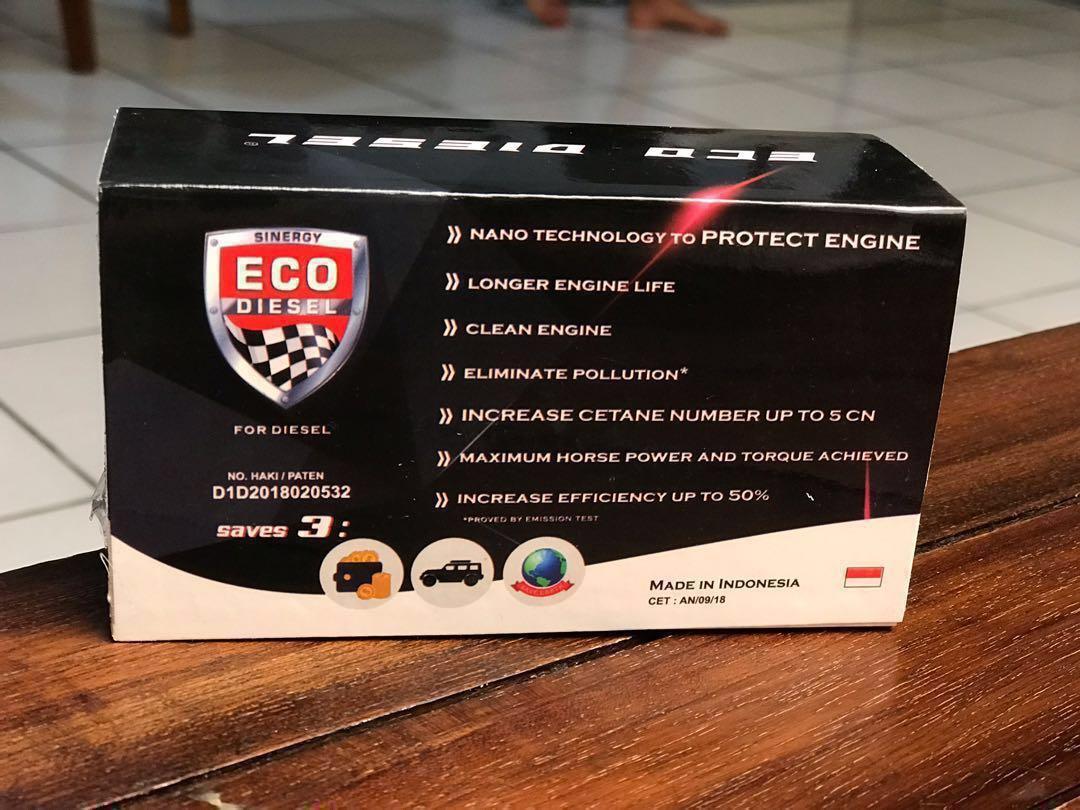 ECO DIESEL
SINERGY
ECO
DIESEL
FOR DIESEL
NO. HAKI / PATEN
D1D2018020532
saves 3 :
NANO TECHNOLOGY TO PROTECT ENGINE
LONGER ENGINE LIFE
CLEAN ENGINE
ELIMINATE POLLUTION*
INCREASE CETANE NUMBER UP TO 5 CN
MAXIMUM HORSE POWER AND TORQUE ACHIEVED
INCREASE EFFICIENCY UP TO 50%
*PROVED BY EMISSION TEST
MADE IN INDONESIA
CET : AN/09/18